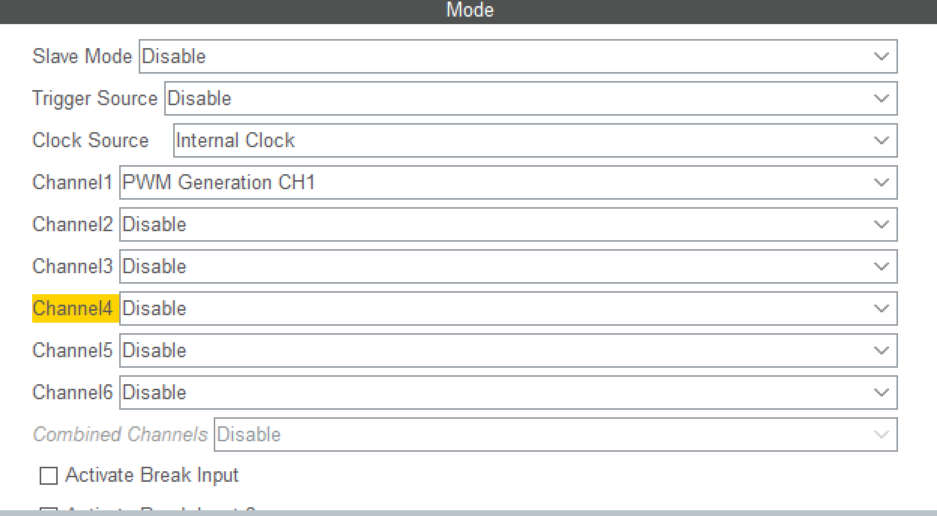 Mode
Slave Mode Disable
Trigger Source Disable
Clock Source Internal Clock
Channel1 PWM Generation CH1
Channel2 Disable
Channel3 Disable
Channel4 Disable
Channel5 Disable
Channel6 Disable
Combined Channels Disable
Activate Break Input